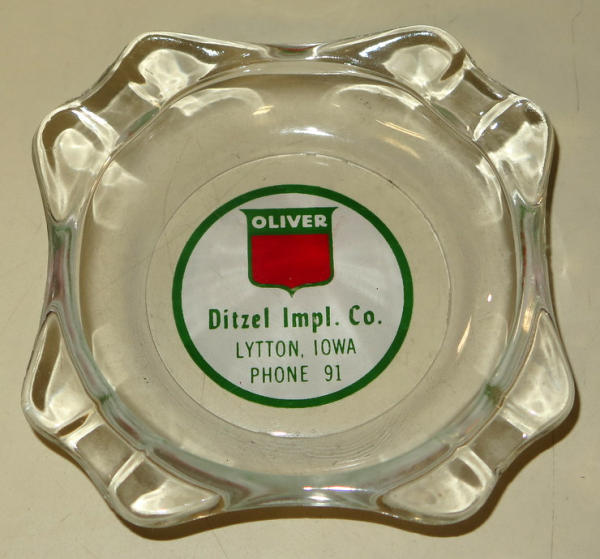 OLIVER
Ditzel Impl. Co.
LYTTON, IOWA
PHONE 91